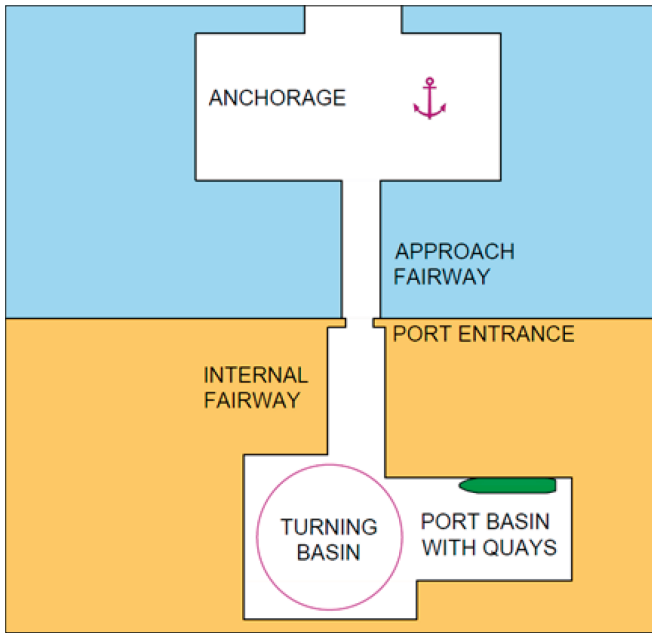 ANCHORAGE
APPROACH
FAIRWAY
PORT ENTRANCE
INTERNAL
FAIRWAY
TURNING
BASIN
PORT BASIN
WITH QUAYS